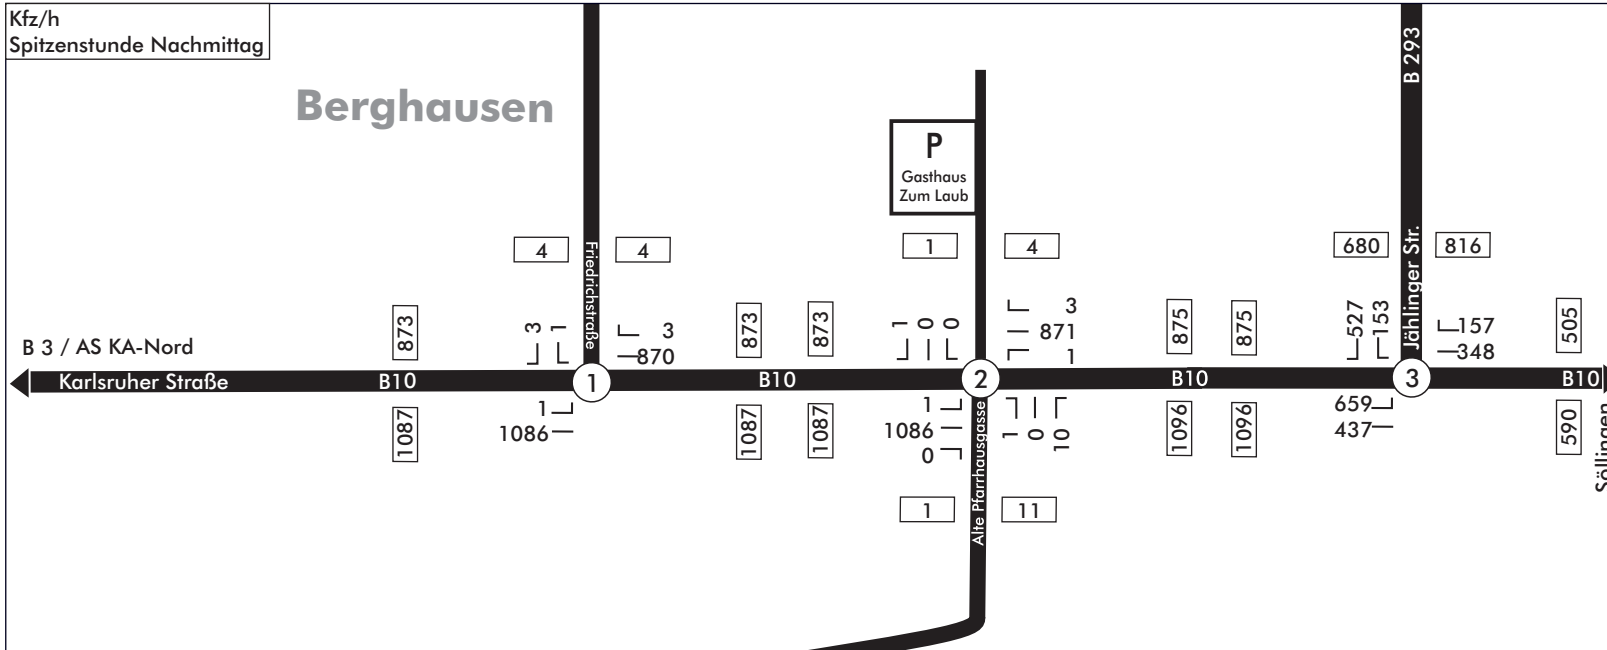 Kfz/h
Spitzenstunde Nachmittag
Berghausen
B 293
P
Gasthaus
Zum Laub
4
4
1
4
680
816
Friedrichstraße
Jähllinger Str.
873
3
1
3
870
873
873
1
0
0
3
871
1
875
875
527
153
157
348
505
B 3 / AS KA-Nord
Karlsruher Straße
B10
1
B10
2
B10
3
B10
1087
1
1086
1087
1087
1
1086
0
1
0
10
1096
1096
659
437
590
Söllingen
Alte Pfarrhausgasse
1
11